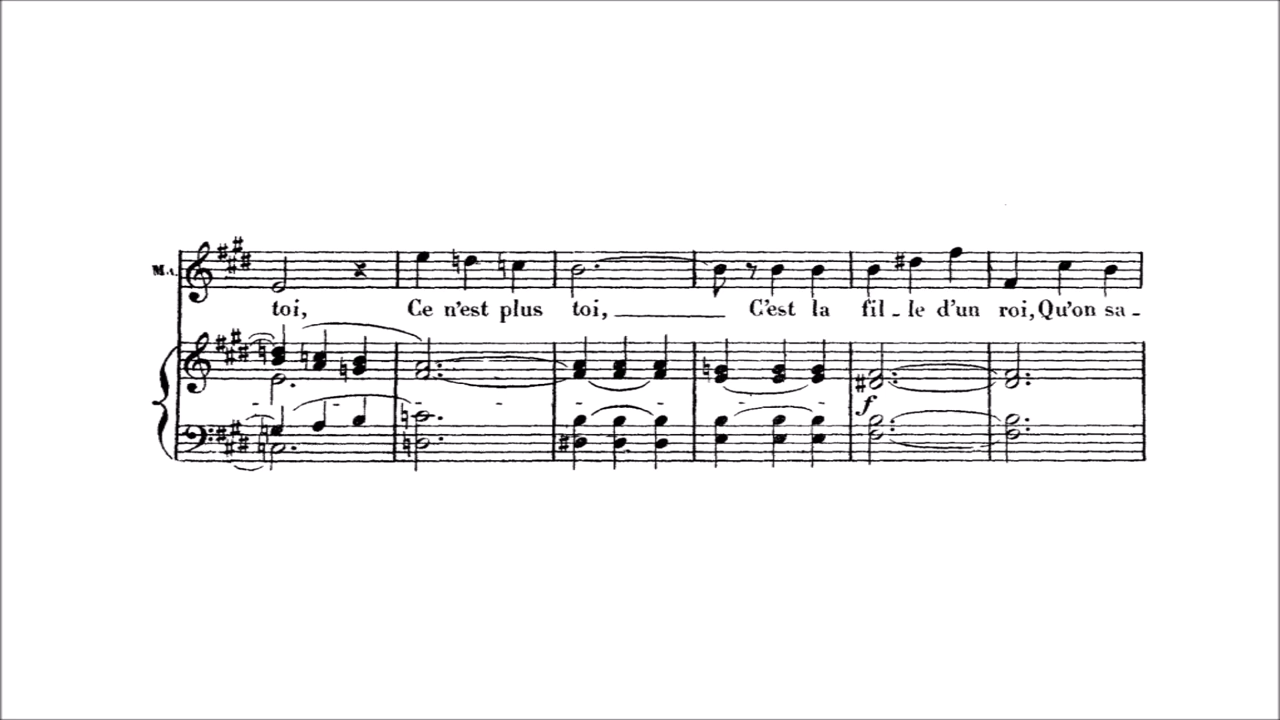 M.
toi, Ce n'est plus toi, C'est la fil - le d'un roi, Qu'on sa -
f